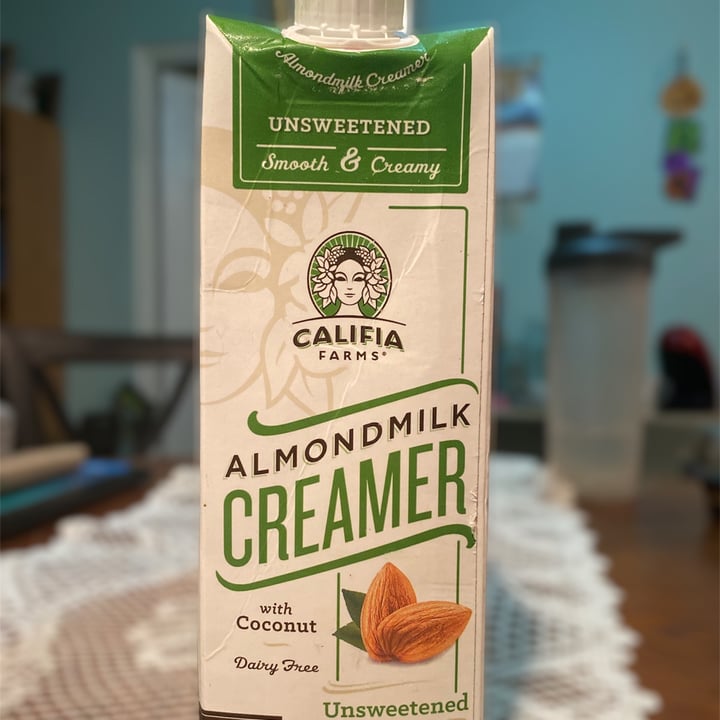 Almondmilk Creamer
UNSWEETENED
Smooth & Creamy
CALIFIA
FARMS®
ALMONDMILK
CREAMER
with
Coconut
Dairy Free
Unsweetened